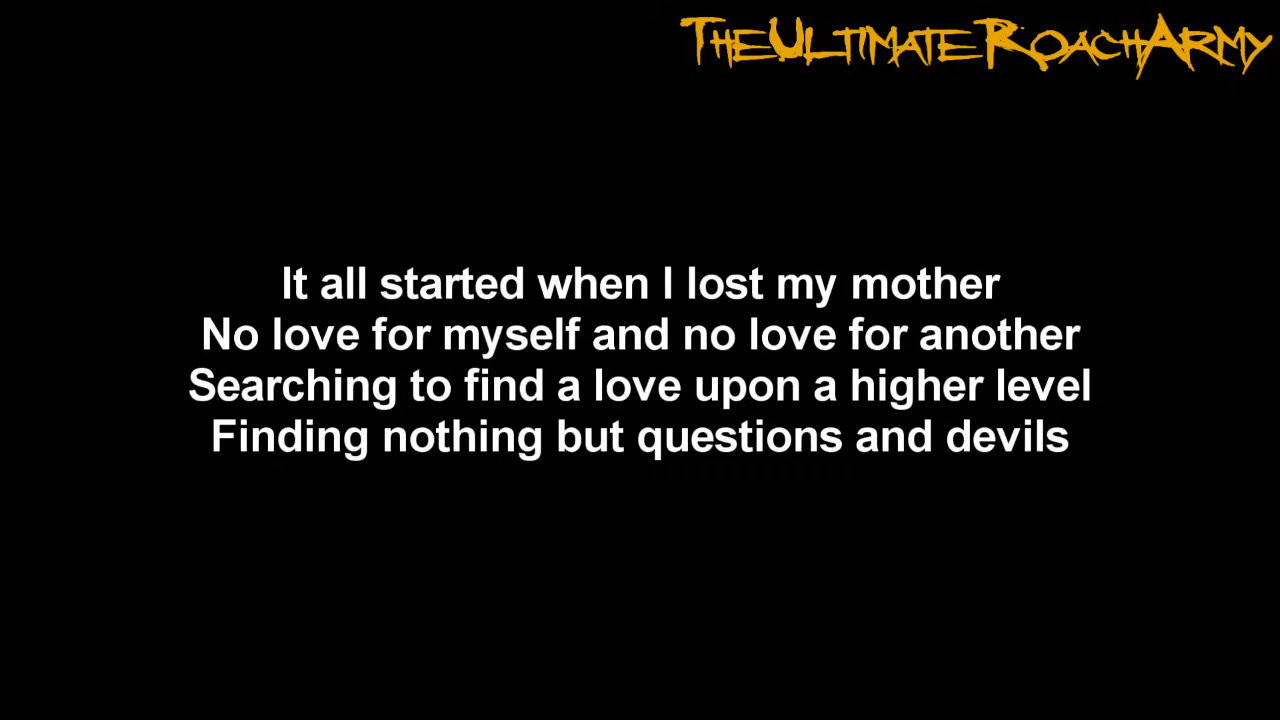 TheUltimateRoachArmy
It all started when I lost my mother
No love for myself and no love for another
Searching to find a love upon a higher level
Finding nothing but questions and devils